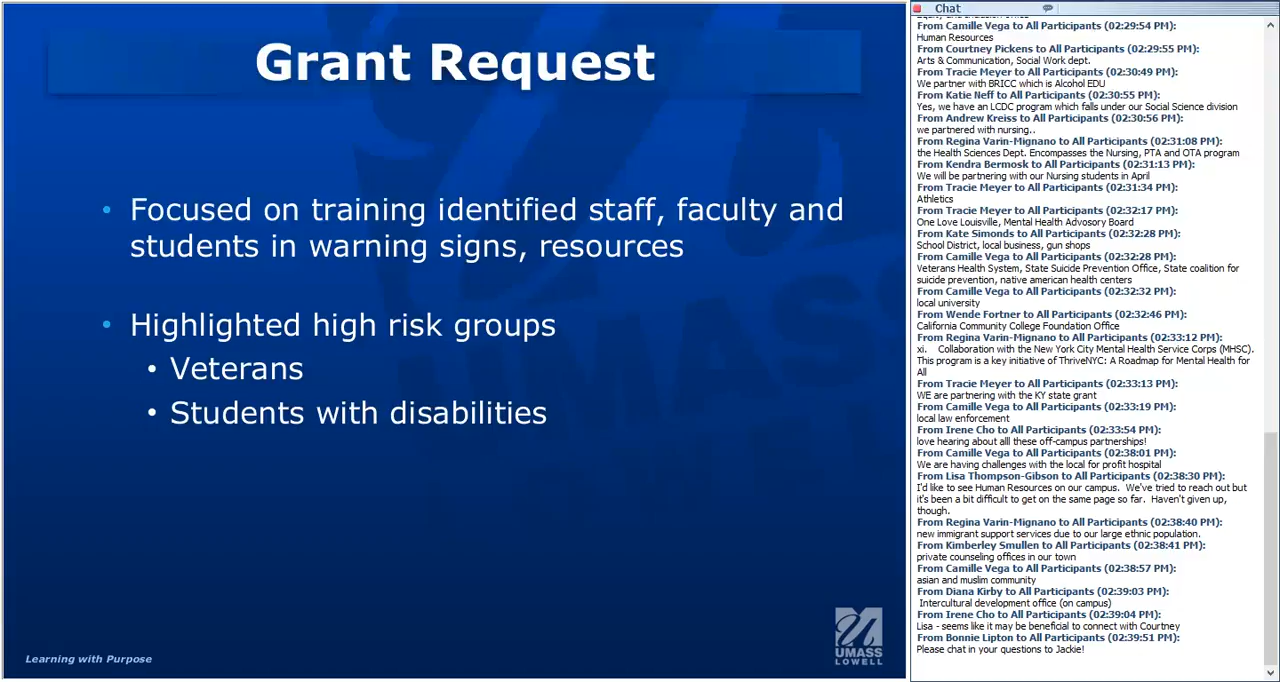 Grant Request
• Focused on training identified staff, faculty and
students in warning signs, resources
• Highlighted high risk groups
• Veterans
• Students with disabilities
Learning with Purpose
UMASS
LOWELL
Chat
From Camille Vega to All Participants (02:29:54 PM):
Human Resources
From Courtney Pickens to All Participants (02:29:55 PM):
Arts & Communication, Social Work dept.
From Tracie Meyer to All Participants (02:30:49 PM):
We partner with BRICC which is Alcohol EDU
From Katie Neff to All Participants (02:30:55 PM):
Yes, we have an LCDC program which falls under our Social Science division
From Andrew Kreiss to All Participants (02:30:56 PM):
we partnered with nursing..
From Regina Varin-Mignano to All Participants (02:31:08 PM):
the Health Sciences Dept. Encompasses the Nursing, PTA and OTA program
From Kendra Bermosk to All Participants (02:31:13 PM):
We will be partnering with our Nursing students in April
From Tracie Meyer to All Participants (02:31:34 PM):
Athletics
From Tracie Meyer to All Participants (02:32:17 PM):
One Love Louisville, Mental Health Advosory Board
From Kate Simonds to All Participants (02:32:28 PM):
School District, local business, gun shops
From Camille Vega to All Participants (02:32:28 PM):
Veterans Health System, State Suicide Prevention Office, State coalition for
suicide prevention, native american health centers
From Camille Vega to All Participants (02:32:32 PM):
local university
From Wende Fortner to All Participants (02:32:46 PM):
California Community College Foundation Office
From Regina Varin-Mignano to All Participants (02:33:12 PM):
xi. Collaboration with the New York City Mental Health Service Corps (MHSC).
This program is a key initiative of ThriveNYC: A Roadmap for Mental Health for
All
From Tracie Meyer to All Participants (02:33:13 PM):
WE are partnering with the KY state grant
From Camille Vega to All Participants (02:33:19 PM):
local law enforcement
From Irene Cho to All Participants (02:33:54 PM):
love hearing about alll these off-campus partnerships!
From Camille Vega to All Participants (02:38:01 PM):
We are having challenges with the local for profit hospital
From Lisa Thompson-Gibson to All Participants (02:38:30 PM):
I'd like to see Human Resources on our campus. We've tried to reach out but
it's been a bit difficult to get on the same page so far. Haven't given up,
though.
From Regina Varin-Mignano to All Participants (02:38:40 PM):
new immigrant support services due to our large ethnic population.
From Kimberley Smullen to All Participants (02:38:41 PM):
private counseling offices in our town
From Camille Vega to All Participants (02:38:57 PM):
asian and muslim community
From Diana Kirby to All Participants (02:39:03 PM):
Intercultural development office (on campus)
From Irene Cho to All Participants (02:39:04 PM):
Lisa - seems like it may be beneficial to connect with Courtney
From Bonnie Lipton to All Participants (02:39:51 PM):
Please chat in your questions to Jackie!